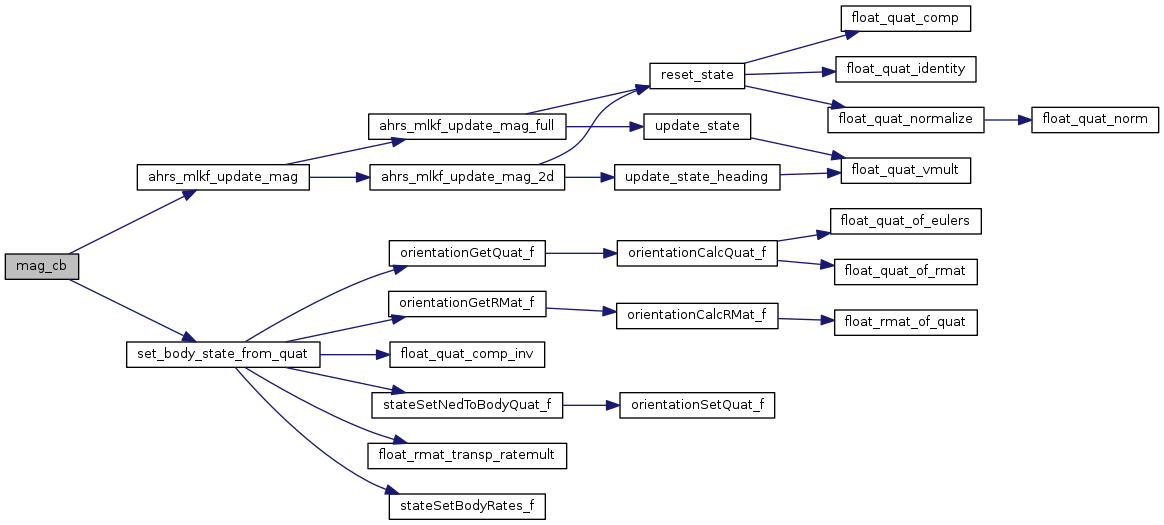 float_quat_comp
reset_state
float_quat_identity
ahrs_mlkf_update_mag_full
update_state
float_quat_normalize
float_quat_norm
ahrs_mlkf_update_mag
ahrs_mlkf_update_mag_2d
update_state_heading
float_quat_vmult
float_quat_of_eulers
orientationGetQuat_f
orientationCalcQuat_f
mag_cb
float_quat_of_rmat
orientationGetRMat_f
orientationCalcRMat_f
float_rmat_of_quat
set_body_state_from_quat
float_quat_comp_inv
stateSetNedToBodyQuat_f
orientationSetQuat_f
float_rmat_transp_ratemult
stateSetBodyRates_f